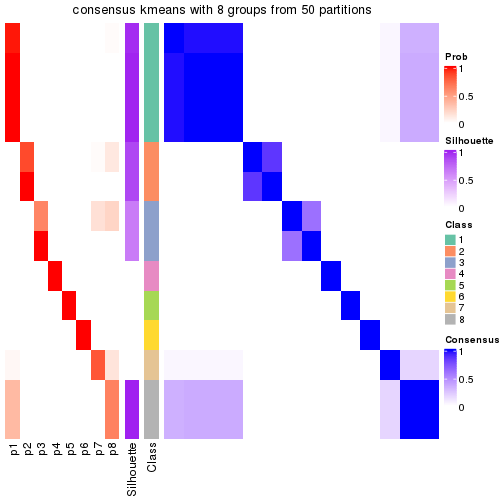 consensus kmeans with 8 groups from 50 partitions
Prob
1
0.5
0
Silhouette
1
0.5
0
Class
1
2
3
4
5
6
7
8
Consensus
1
0.5
0
p1
p2
p3
p4
p5
p6
p7
p8
Silhouette
Class